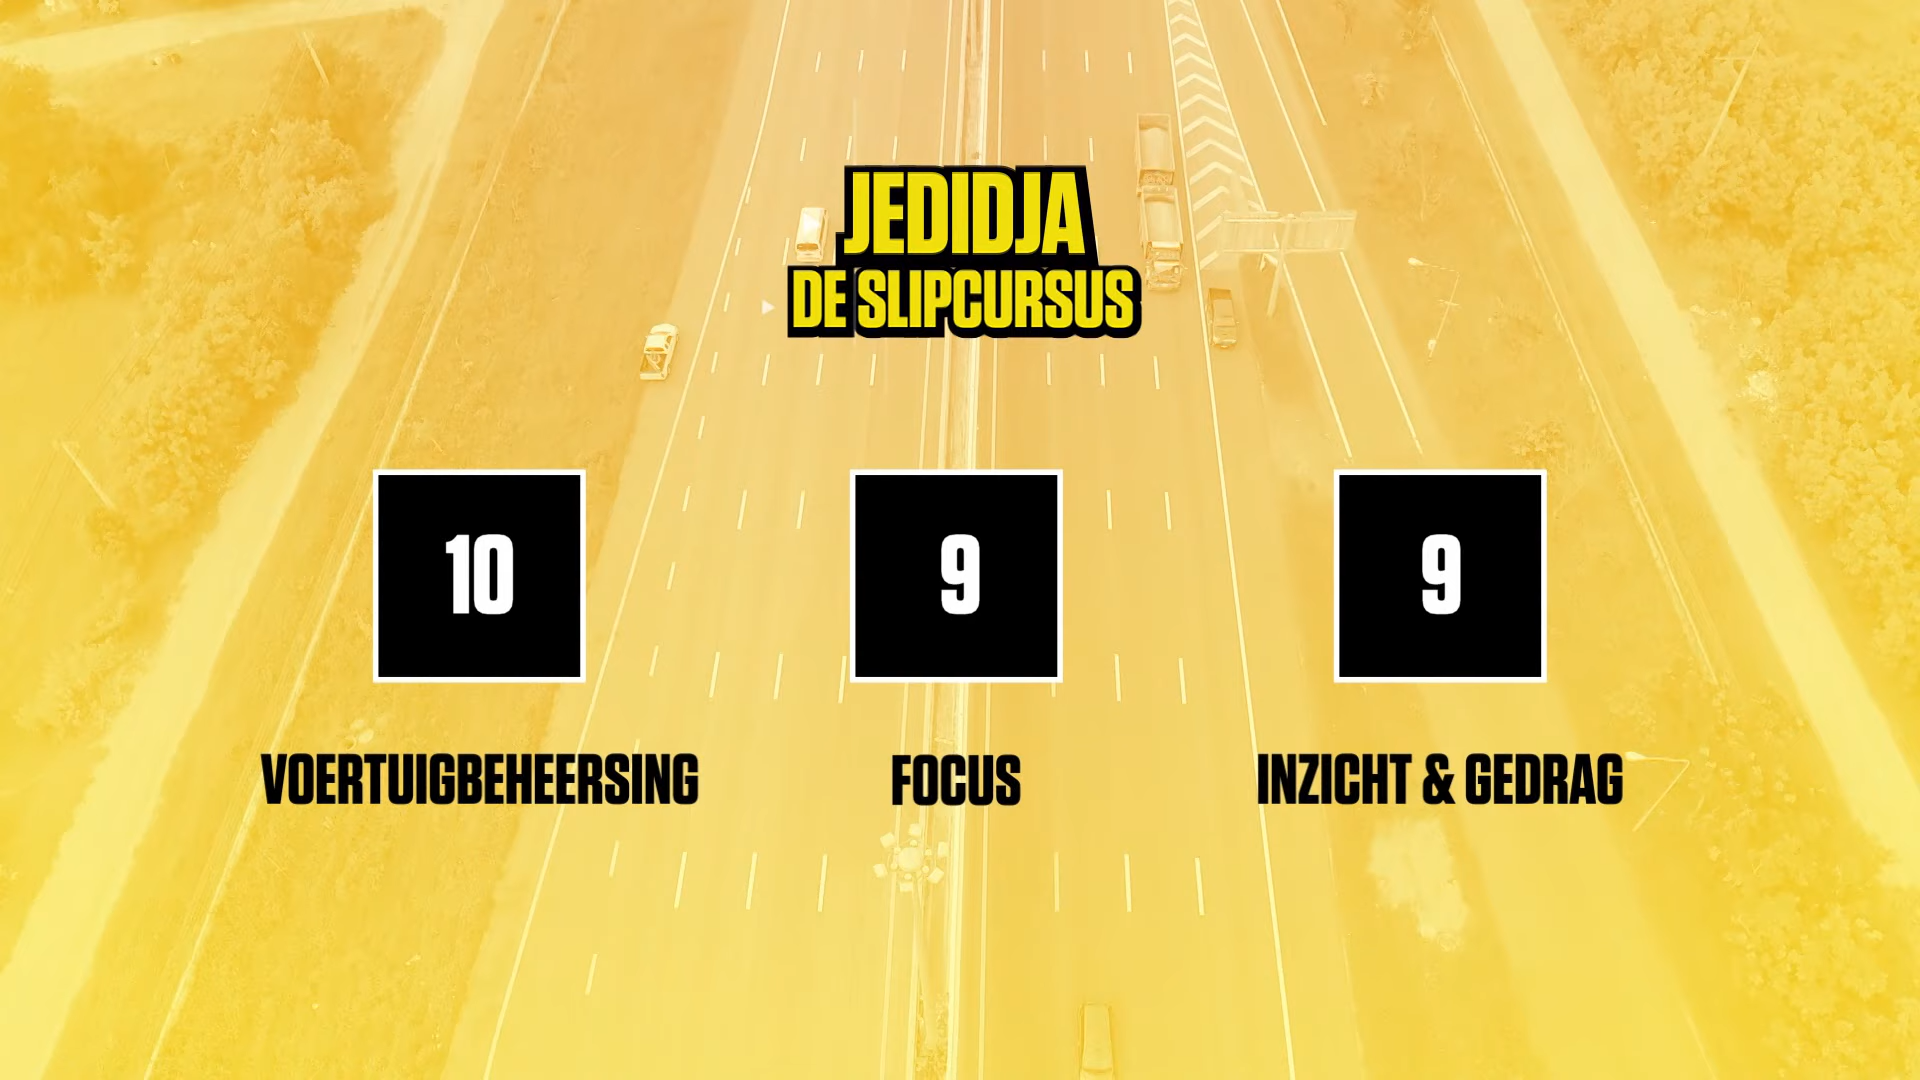 JEDIDJA
DE SLIPCURSUS
10
9
9
VOERTUIGBEHEERSING
FOCUS
INZICHT & GEDRAG